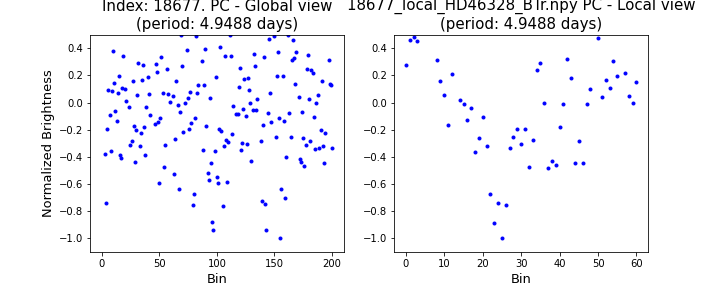 Index: 18677. PC - Global view
(period: 4.9488 days)
18677_local_HD46328_BTr.npy PC - Local view
(period: 4.9488 days)
Normalized Brightness
0.4
0.2
0.0
−0.2
−0.4
−0.6
−0.8
−1.0
0 50 100 150 200
Bin
0.4
0.2
0.0
−0.2
−0.4
−0.6
−0.8
−1.0
0 10 20 30 40 50 60
Bin